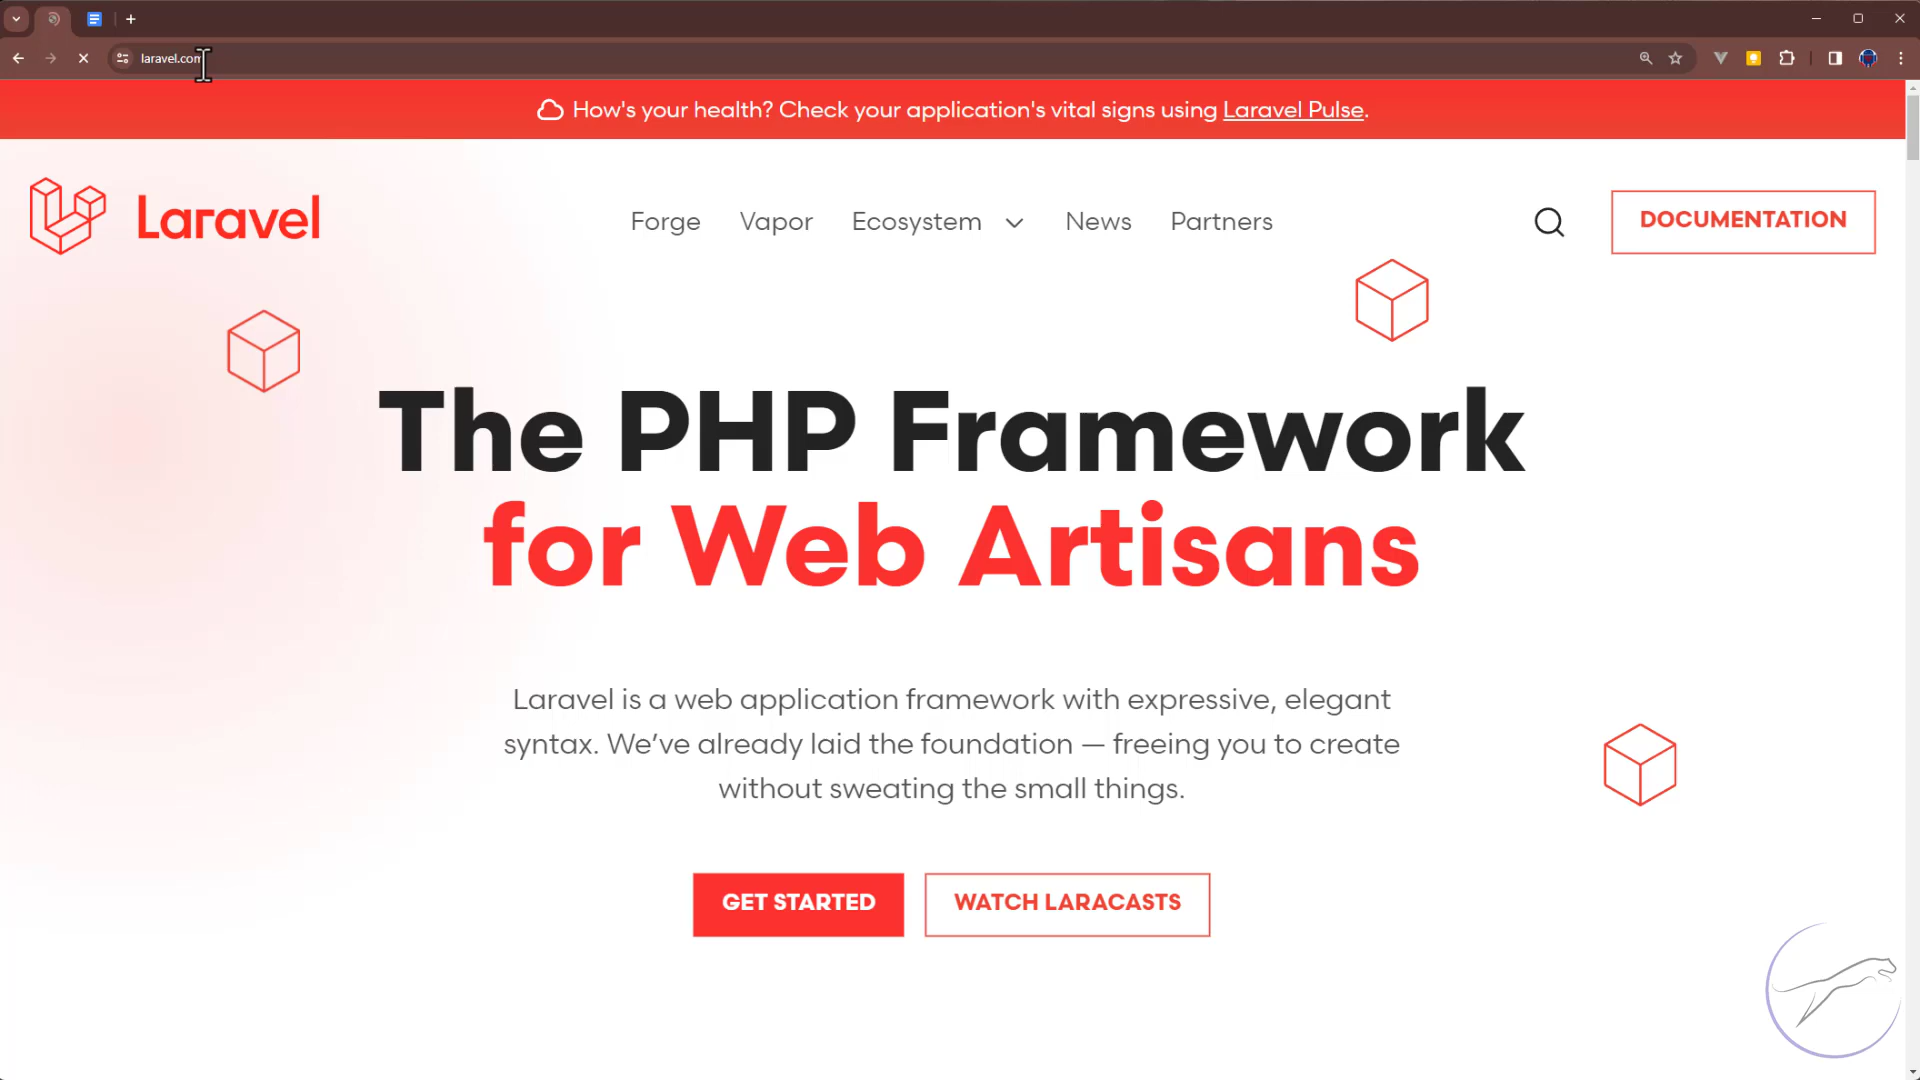 laravel.com
How's your health? Check your application's vital signs using Laravel Pulse.
Laravel
Forge
Vapor
Ecosystem
News
Partners
DOCUMENTATION
The PHP Framework
for Web Artisans
Laravel is a web application framework with expressive, elegant
syntax. We’ve already laid the foundation — freeing you to create
without sweating the small things.
GET STARTED
WATCH LARACASTS